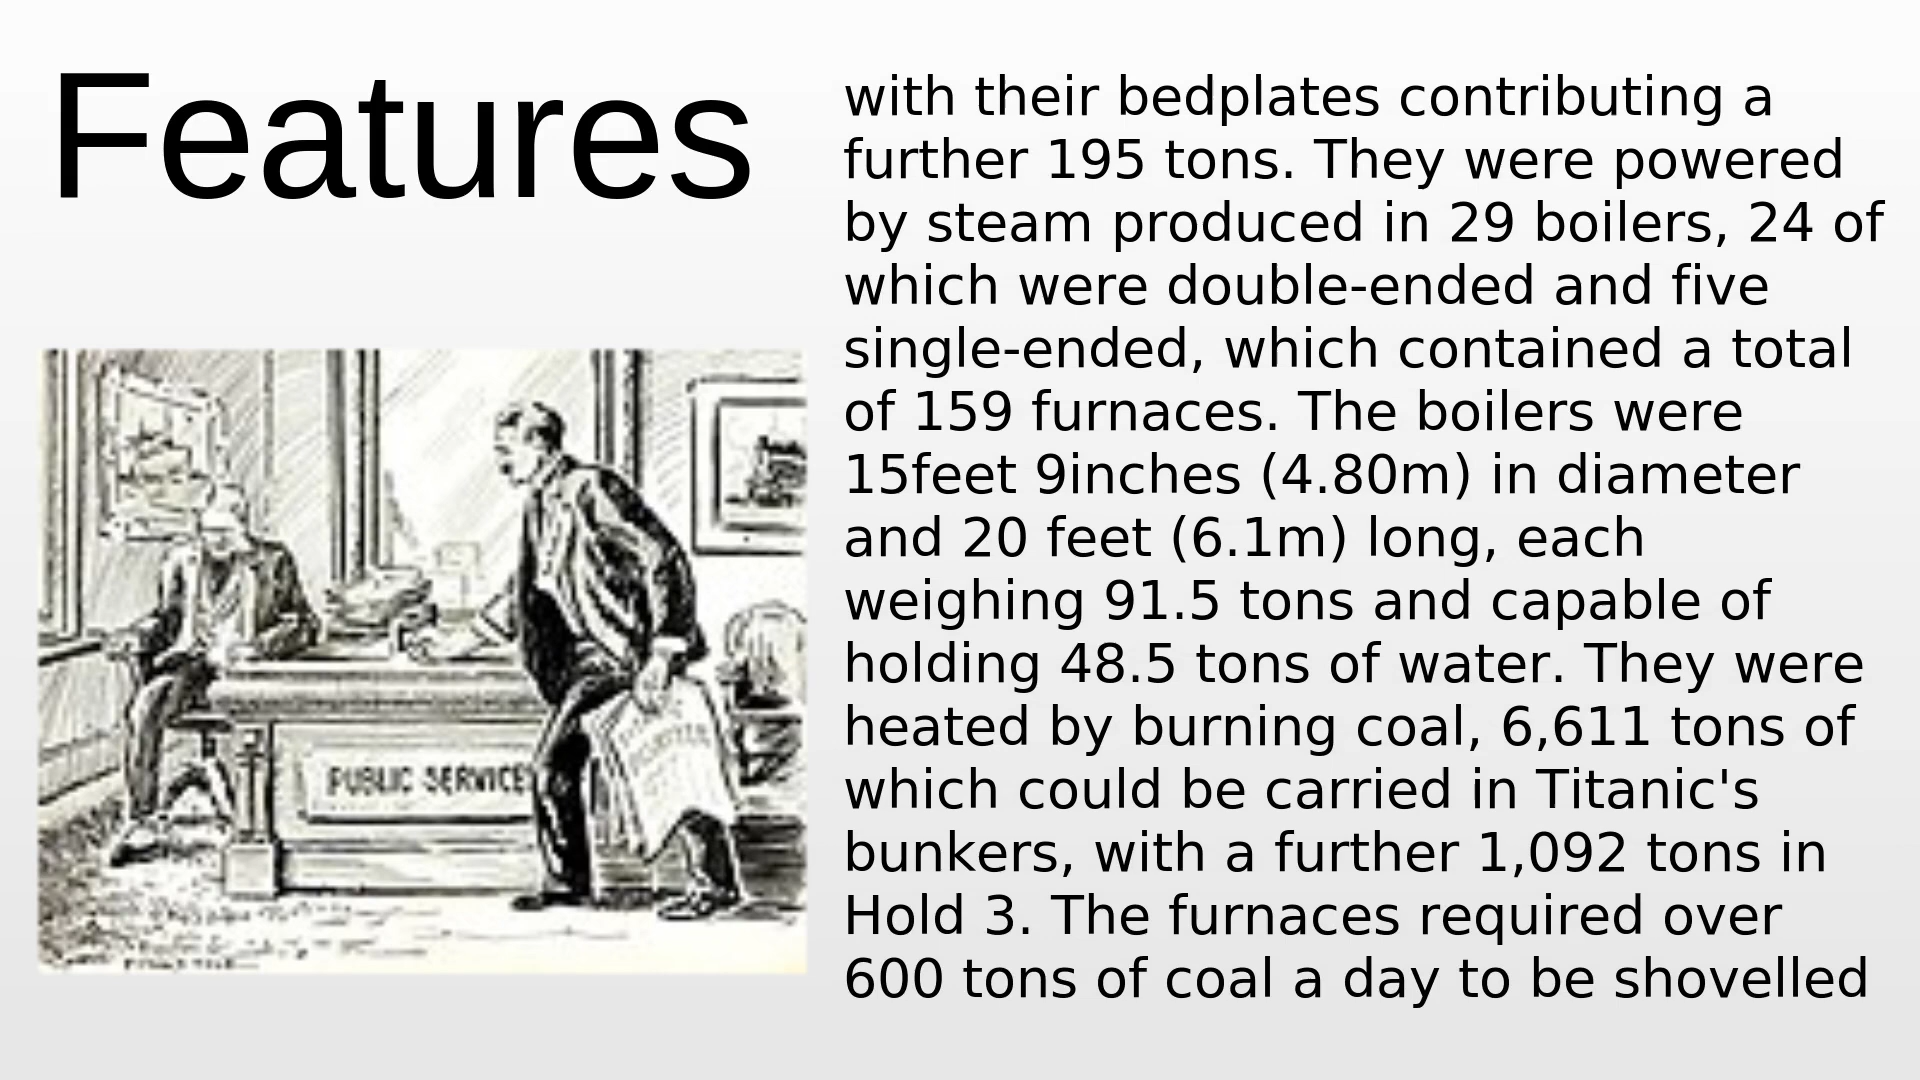 Features
with their bedplates contributing a
further 195 tons. They were powered
by steam produced in 29 boilers, 24 of
which were double-ended and five
single-ended, which contained a total
of 159 furnaces. The boilers were
15feet 9inches (4.80m) in diameter
and 20 feet (6.1m) long, each
weighing 91.5 tons and capable of
holding 48.5 tons of water. They were
heated by burning coal, 6,611 tons of
which could be carried in Titanic's
bunkers, with a further 1,092 tons in
Hold 3. The furnaces required over
600 tons of coal a day to be shovelled
PUBLIC SERVICE